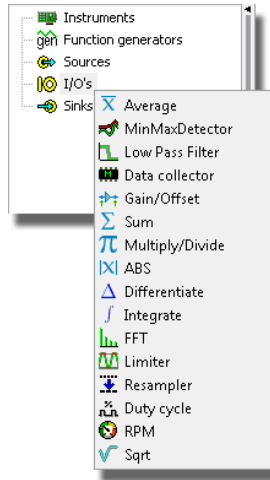 Instruments
gen Function generators
Sources
I/O's
Sinks
x Average
MinMaxDetector
Low Pass Filter
Data collector
Gain/Offset
Σ Sum
π Multiply/Divide
|X| ABS
Δ Differentiate
∫ Integrate
FFT
Limiter
Resampler
% Duty cycle
RPM
√ Sqrt